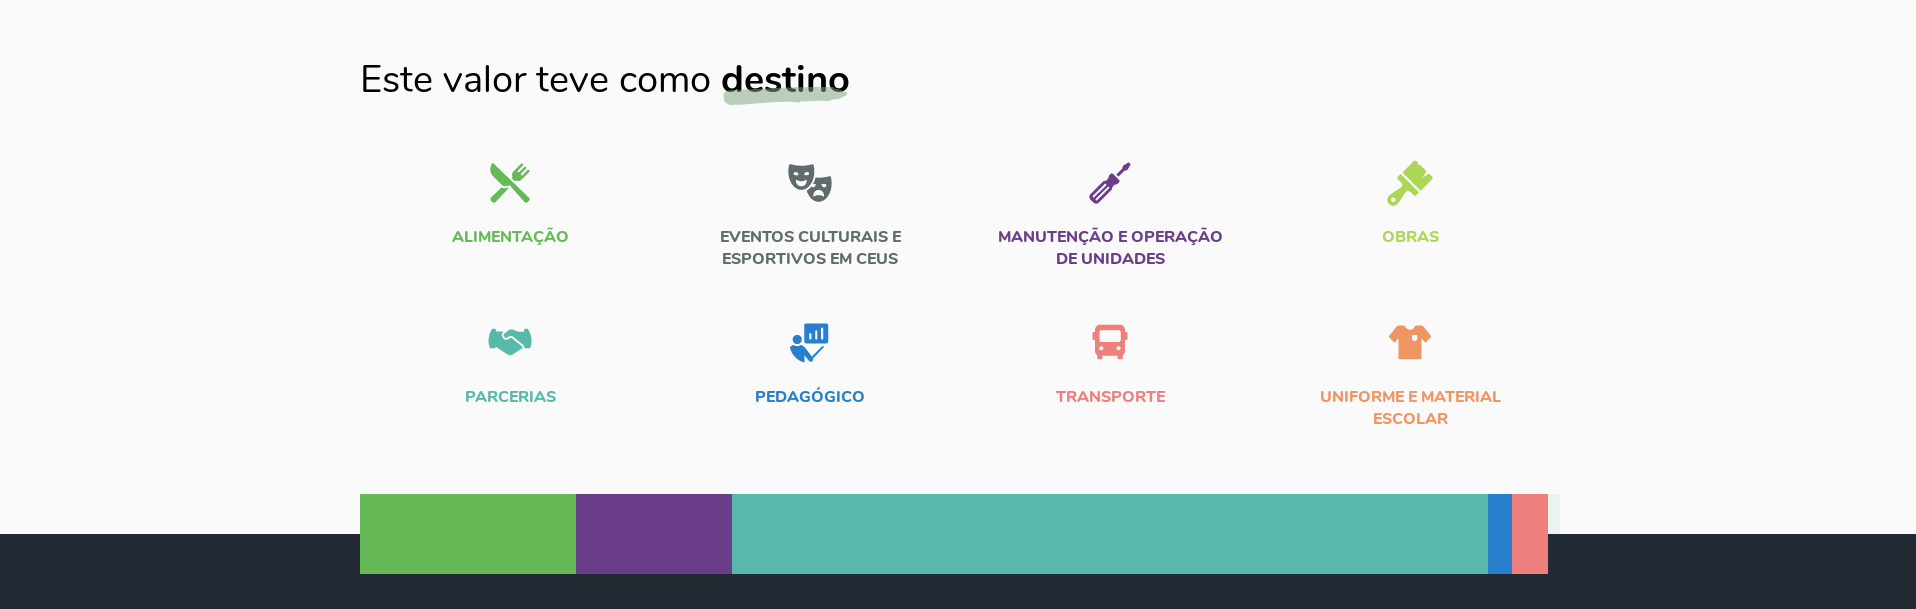 Este valor teve como destino
ALIMENTAÇÃO
EVENTOS CULTURAIS E
ESPORTIVOS EM CEUS
MANUTENÇÃO E OPERAÇÃO
DE UNIDADES
OBRAS
PARCERIAS
PEDAGÓGICO
TRANSPORTE
UNIFORME E MATERIAL
ESCOLAR